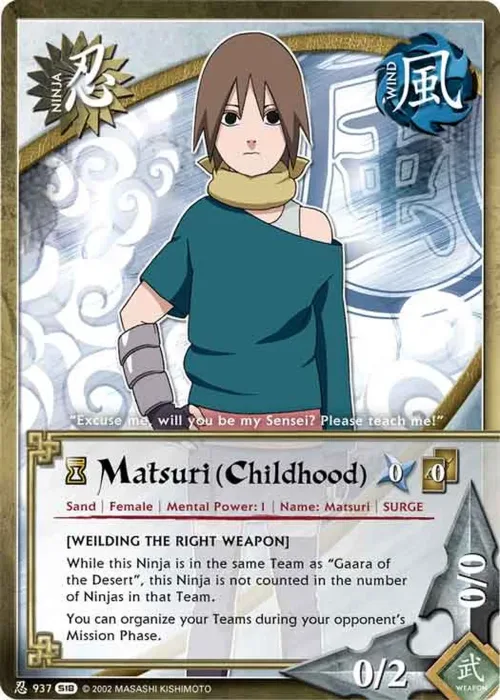 NINJA
忍
WIND
風
"Excuse me, will you be my Sensei? Please teach me!"
Matsuri (Childhood)
0
0
Sand | Female | Mental Power: 1 | Name: Matsuri | SURGE
[WEILDING THE RIGHT WEAPON]
While this Ninja is in the same Team as "Gaara of
the Desert", this Ninja is not counted in the number
of Ninjas in that Team.
You can organize your Teams during your opponent's
Mission Phase.
0/0
0/2
武
WEAPON
937 S18 © 2002 MASASHI KISHIMOTO